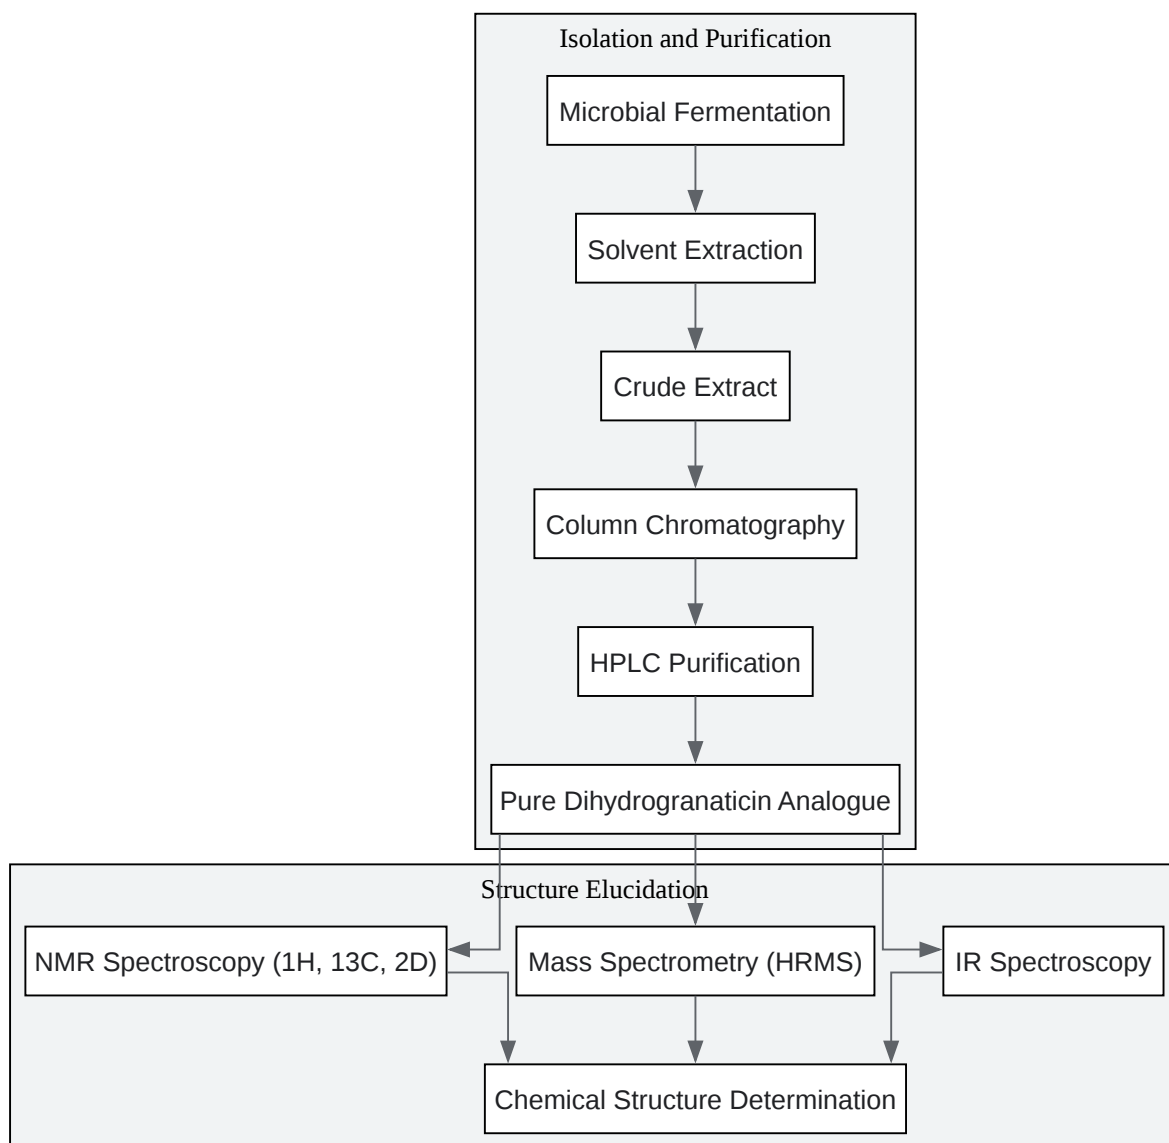 Isolation and Purification
Microbial Fermentation
Solvent Extraction
Crude Extract
Column Chromatography
HPLC Purification
Pure Dihydrogranaticin Analogue
Structure Elucidation
NMR Spectroscopy (1H, 13C, 2D)
Mass Spectrometry (HRMS)
IR Spectroscopy
Chemical Structure Determination